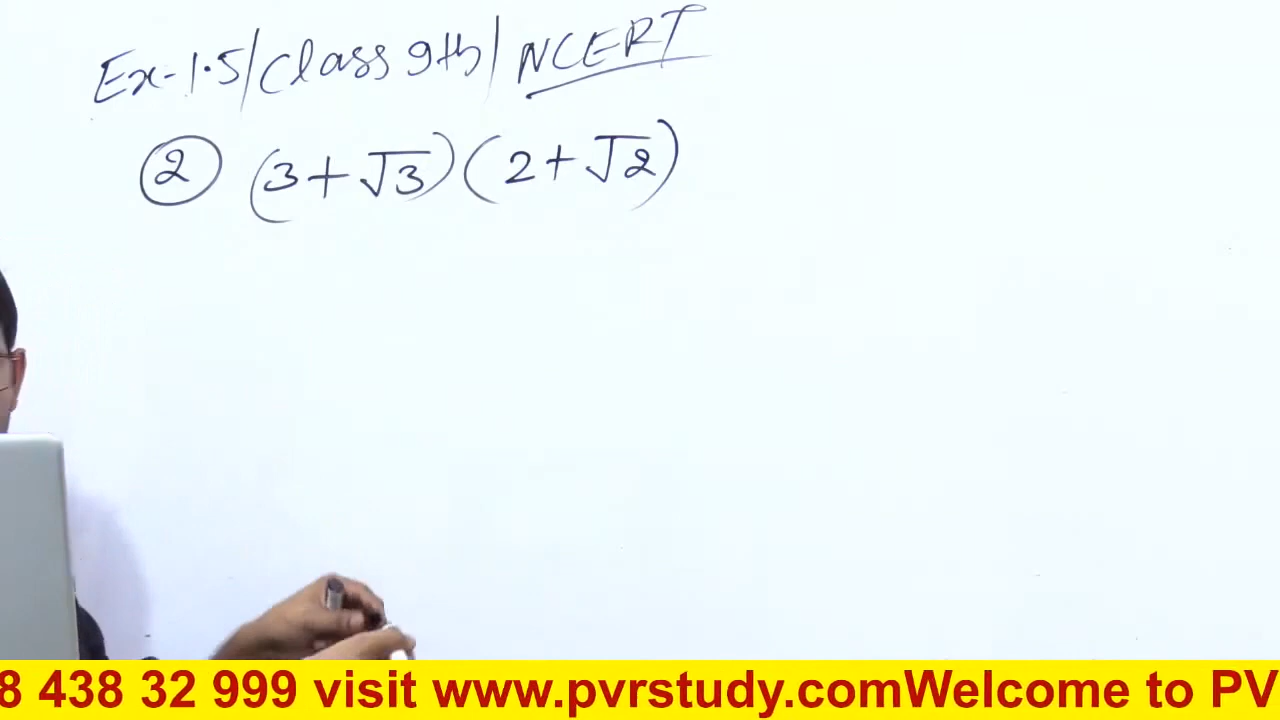 Ex-1.5/Class 9th/NCERT
② (3+√3)(2+√2)
8 438 32 999 visit www.pvrstudy.comWelcome to PV